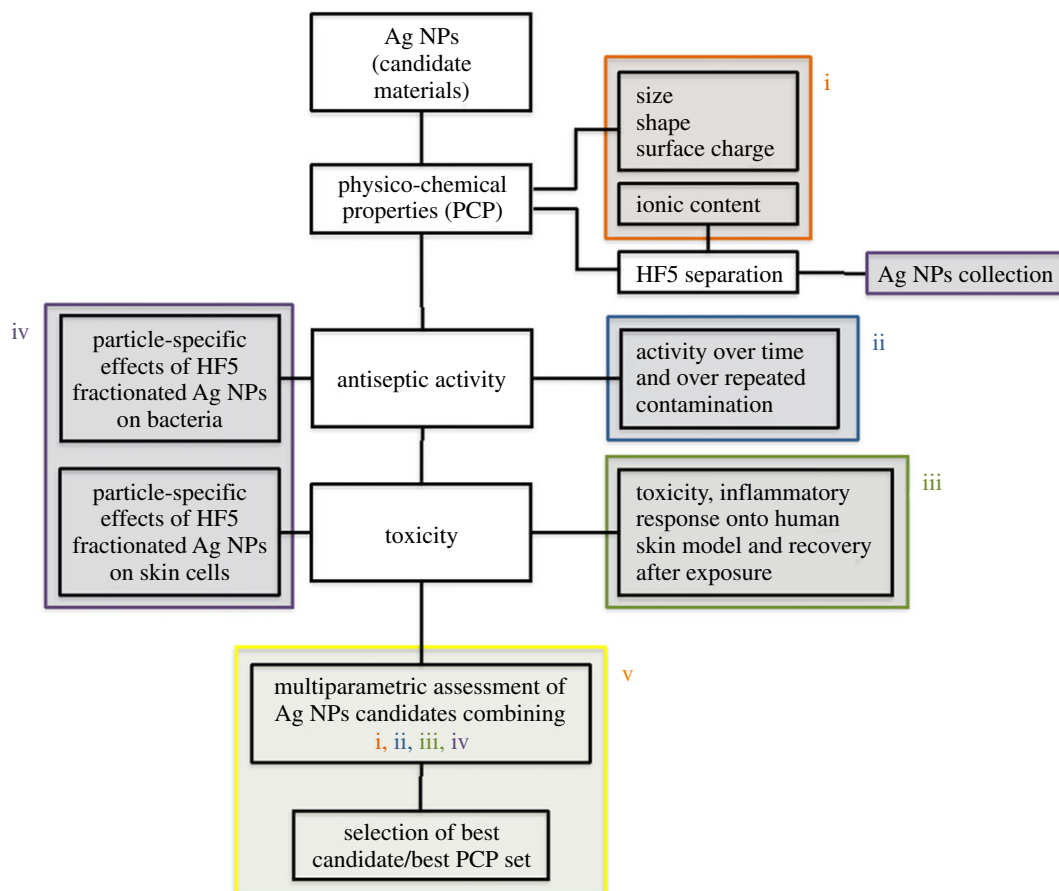 Ag NPs
(candidate
materials)
i
size
shape
surface charge
physico-chemical
properties (PCP)
ionic content
HF5 separation
Ag NPs collection
iv
particle-specific
effects of HF5
fractionated Ag NPs
on bacteria
antiseptic activity
ii
activity over time
and over repeated
contamination
particle-specific
effects of HF5
fractionated Ag NPs
on skin cells
toxicity
iii
toxicity, inflammatory
response onto human
skin model and recovery
after exposure
v
multiparametric assessment of
Ag NPs candidates combining
i, ii, iii, iv
selection of best
candidate/best PCP set